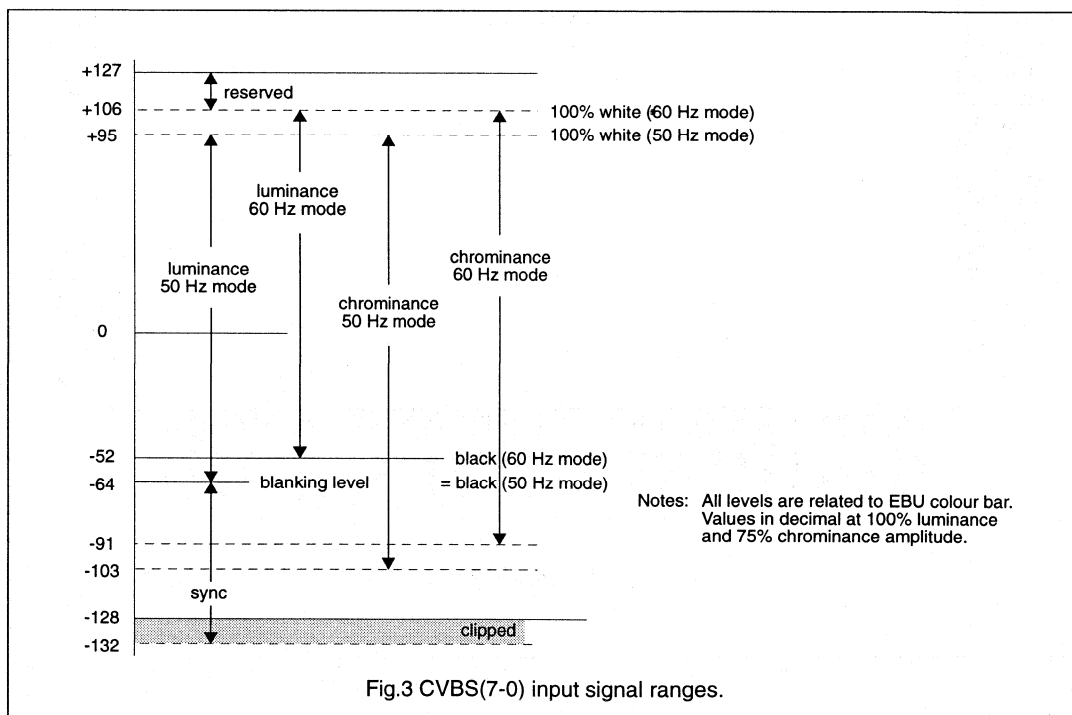 +127
reserved
+106
100% white (60 Hz mode)
+95
100% white (50 Hz mode)
luminance
60 Hz mode
chrominance
60 Hz mode
luminance
50 Hz mode
chrominance
50 Hz mode
0
-52
black (60 Hz mode)
-64
blanking level
= black (50 Hz mode)
Notes: All levels are related to EBU colour bar.
Values in decimal at 100% luminance
and 75% chrominance amplitude.
-91
-103
sync
-128
clipped
-132
Fig.3 CVBS(7-0) input signal ranges.